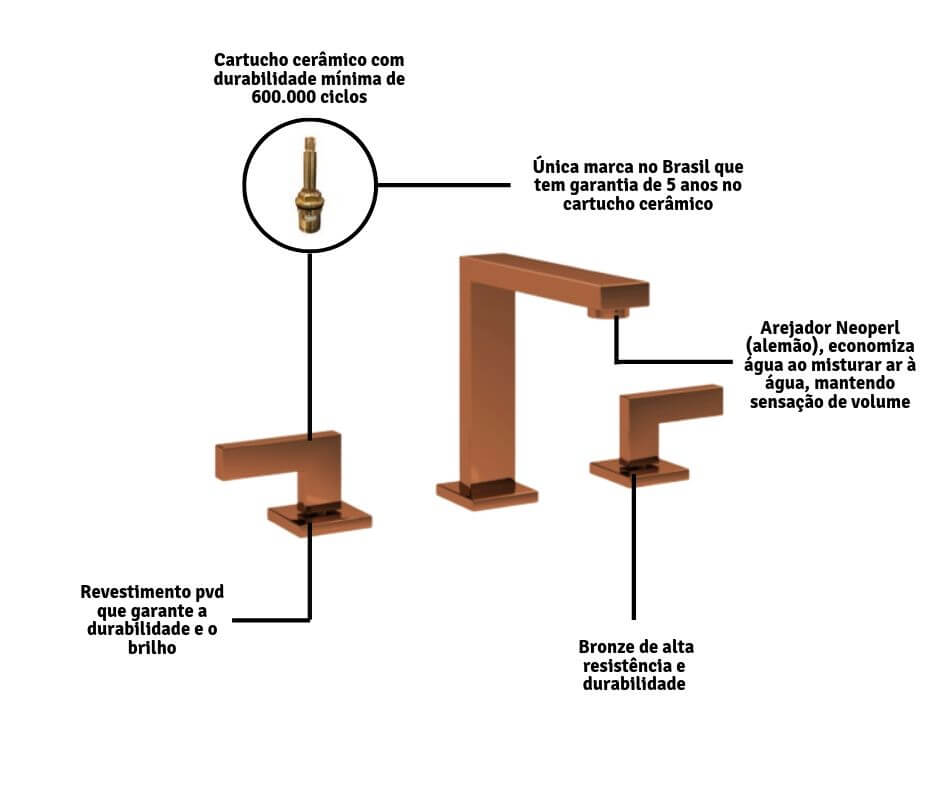 Cartucho cerâmico com
durabilidade mínima de
600.000 ciclos
Única marca no Brasil que
tem garantia de 5 anos no
cartucho cerâmico
Arejador Neoperl
(alemão), economiza
água ao misturar ar à
água, mantendo
sensação de volume
Revestimento pvd
que garante a
durabilidade e o
brilho
Bronze de alta
resistência e
durabilidade